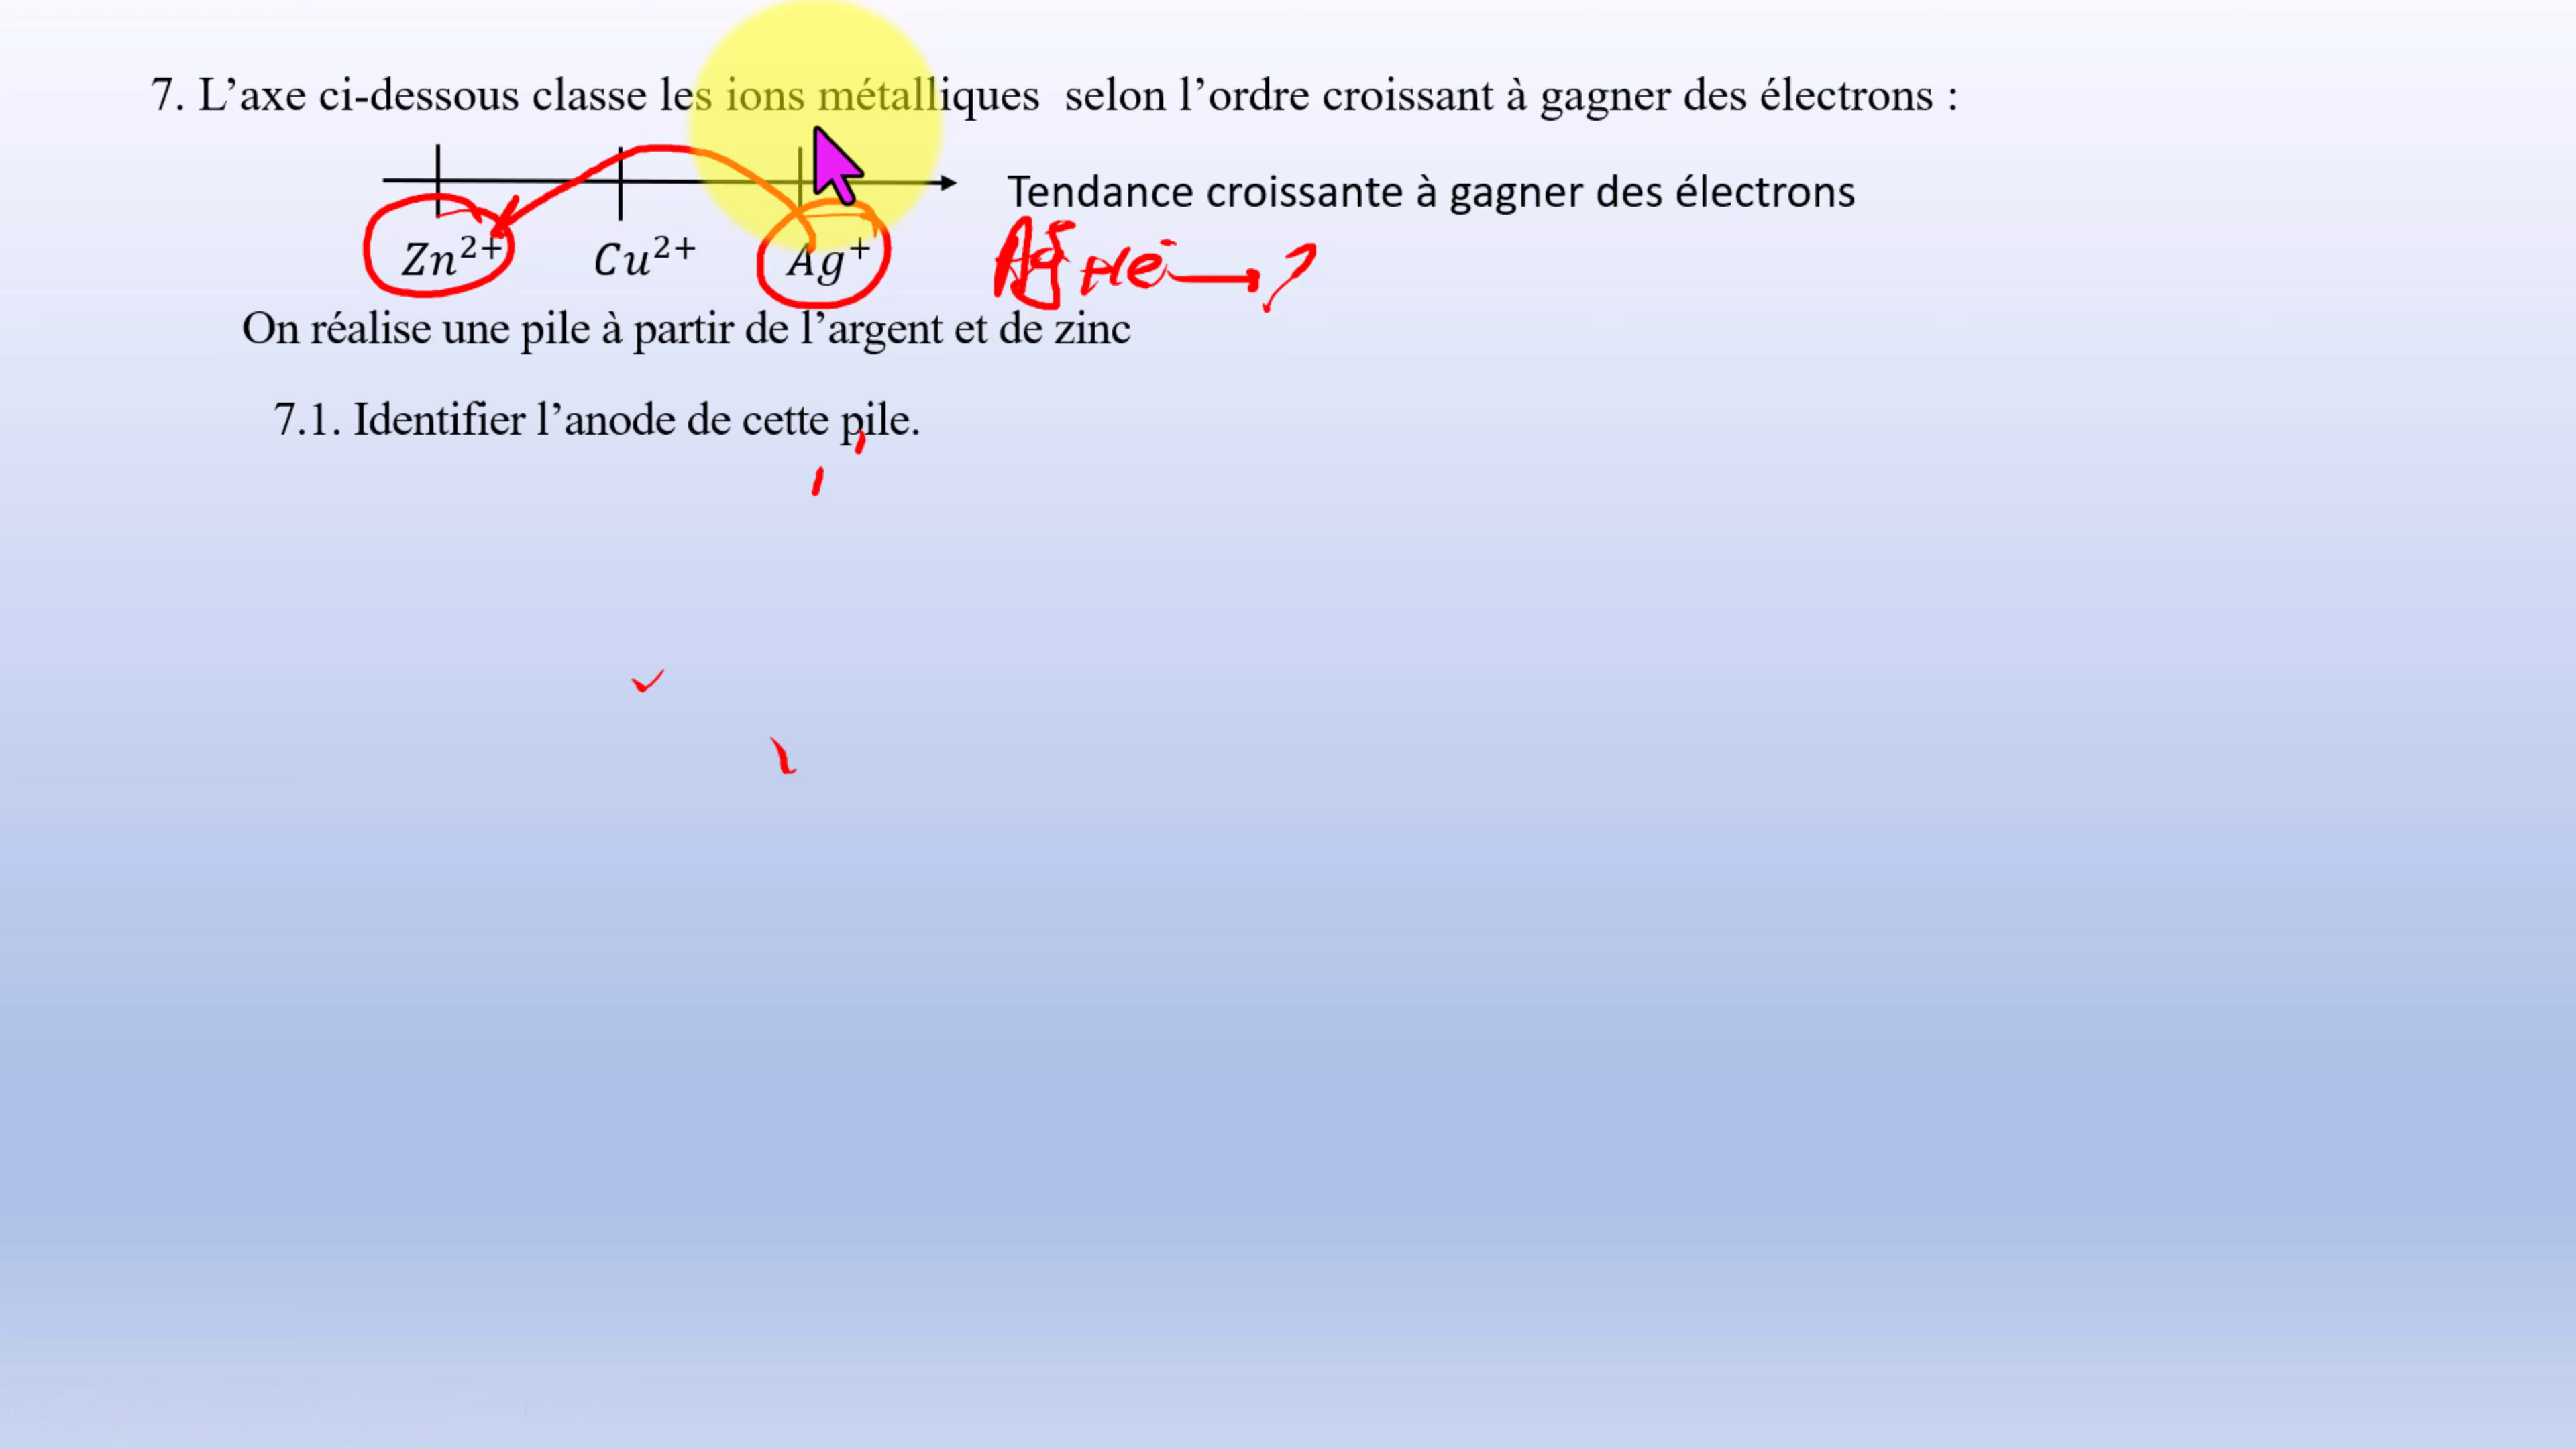 7. L’axe ci-dessous classe les ions métalliques selon l’ordre croissant à gagner des électrons :
Tendance croissante à gagner des électrons
Zn²⁺ Cu²⁺ Ag⁺
On réalise une pile à partir de l’argent et de zinc
7.1. Identifier l’anode de cette pile.